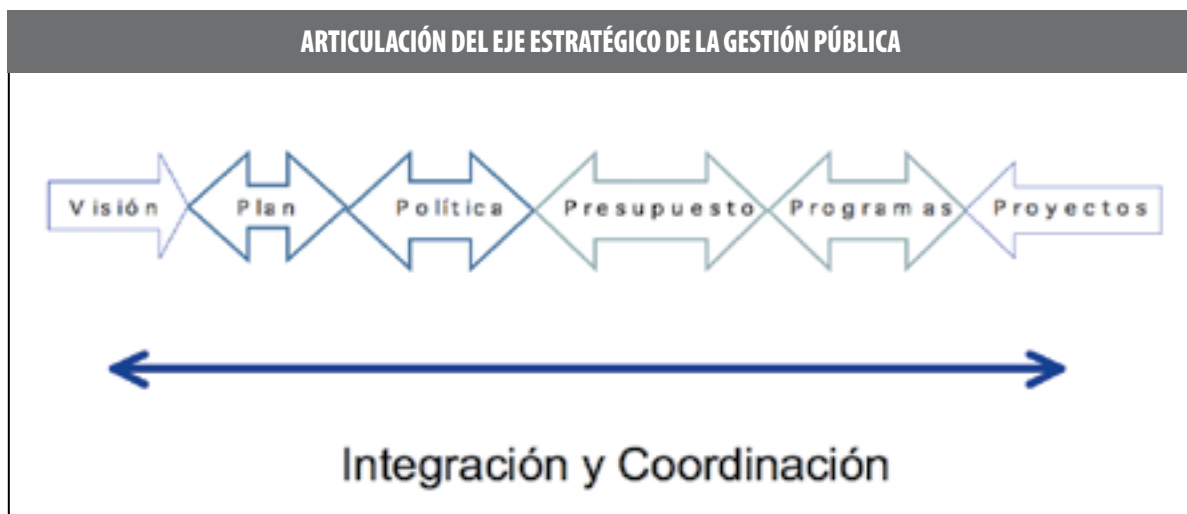 ARTICULACIÓN DEL EJE ESTRATÉGICO DE LA GESTIÓN PÚBLICA
Visión Plan Política Presupuesto Programas Proyectos
Integración y Coordinación